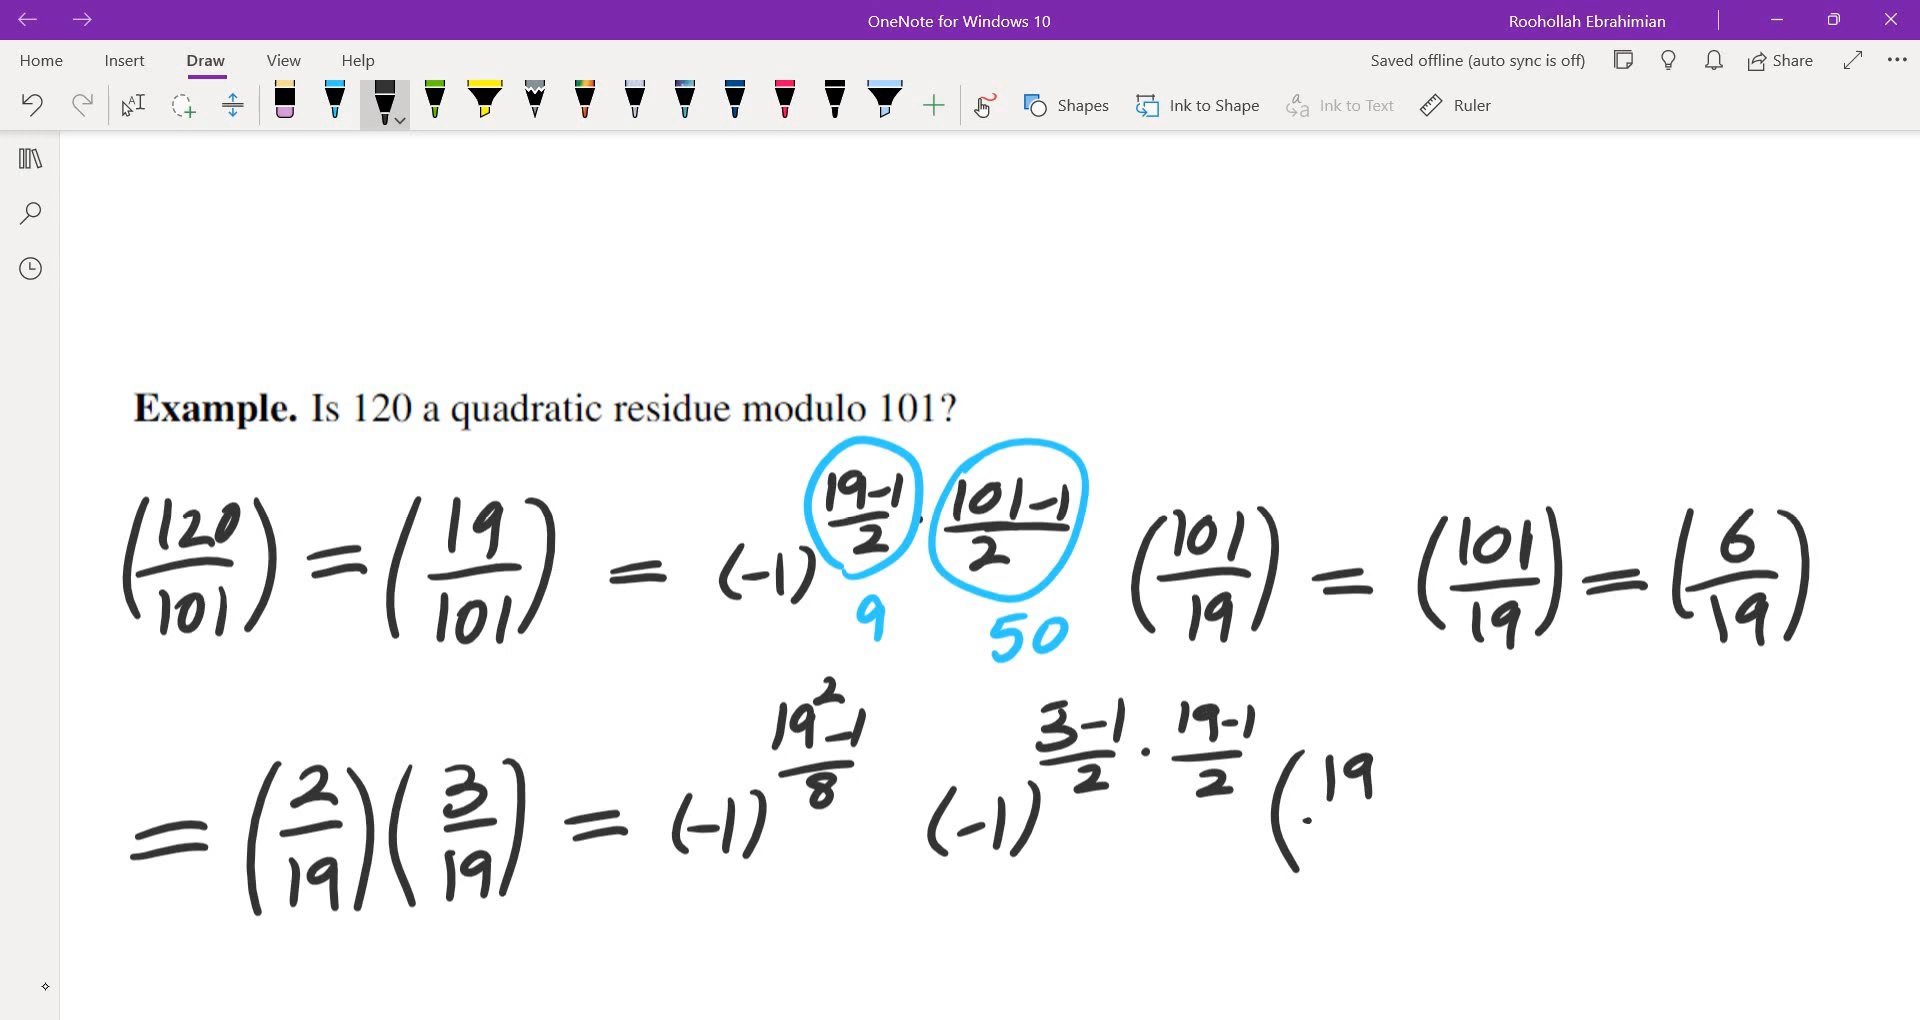 OneNote for Windows 10
Roohollah Ebrahimian
Home Insert Draw View Help
Saved offline (auto sync is off) Share
Shapes Ink to Shape Ink to Text Ruler
Example. Is 120 a quadratic residue modulo 101?
(120/101) = (19/101) = (-1)^(19-1)/2 · (101-1)/2 (101/19) = (101/19) = (6/19)
9 50
= (2/19)(3/19) = (-1)^(19²-1)/8 (-1)^(3-1)/2 · (19-1)/2 (19